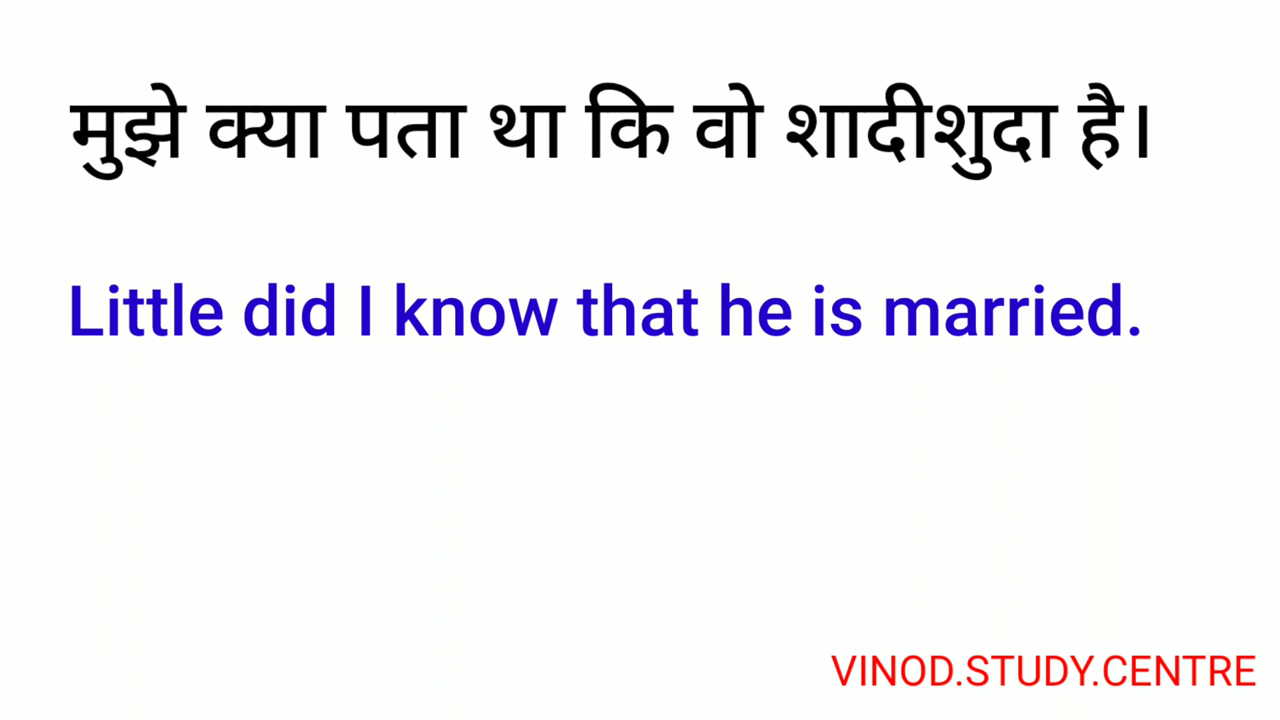 मुझे क्या पता था कि वो शादीशुदा है।
Little did I know that he is married.
VINOD.STUDY.CENTRE